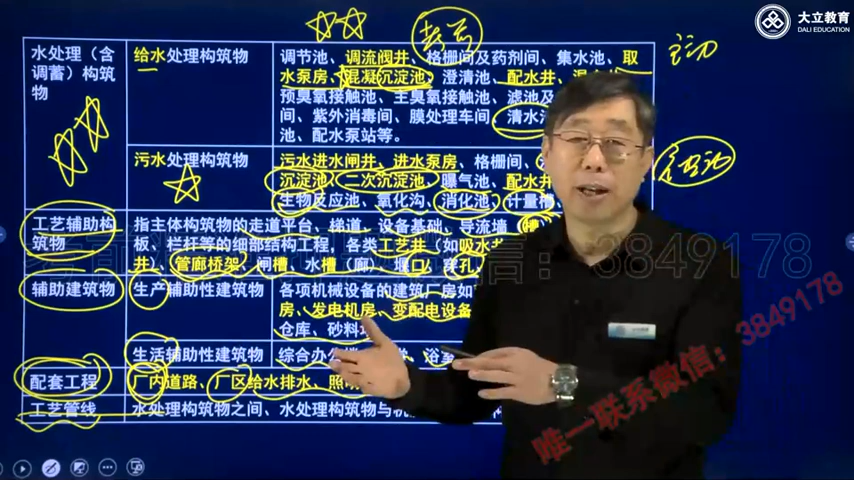 大立教育
DALI EDUCATION
水处理（含调蓄）构筑物
给水处理构筑物
调节池、调流阀井、格栅间及药剂间、集水池、取
水泵房、混凝沉淀池、澄清池、配水井、混合
预臭氧接触池、主臭氧接触池、滤池及
间、紫外消毒间、膜处理车间、清水池
池、配水泵站等。
污水处理构筑物
污水进水闸井、进水泵房、格栅间、
沉淀池、二次沉淀池、曝气池、配水井
生物反应池、氧化沟、消化池、计量槽
工艺辅助构筑物
指主体构筑物的走道平台、梯道、设备基础、导流墙（槽）
板、栏杆等的细部结构工程，各类工艺井（如吸水井
井）、管廊桥架、闸槽、水槽（廊）、堰口、穿孔、
辅助建筑物
生产辅助性建筑物
各项机械设备的建筑厂房如
房、发电机房、变配电设备
仓库、砂料场
生活辅助性建筑物
综合办公楼
浴室
配套工程
厂内道路、厂区给水排水、照明
工艺管线
水处理构筑物之间、水处理构筑物与机
信：3849178
唯一联系微信：3849178